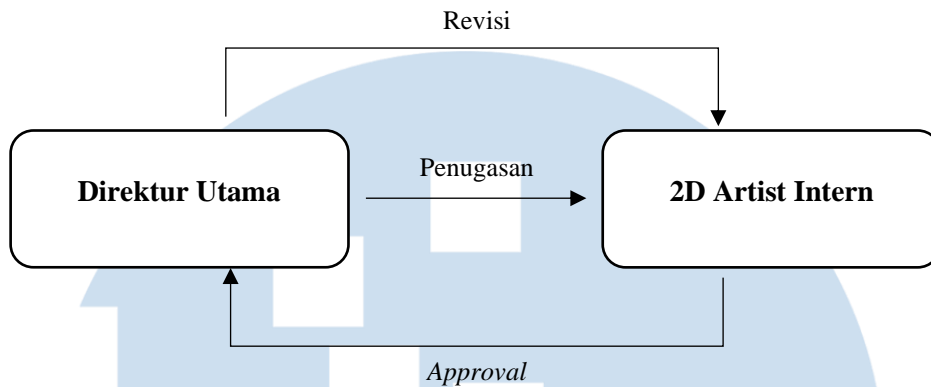 Revisi
Penugasan
Direktur Utama
2D Artist Intern
Approval